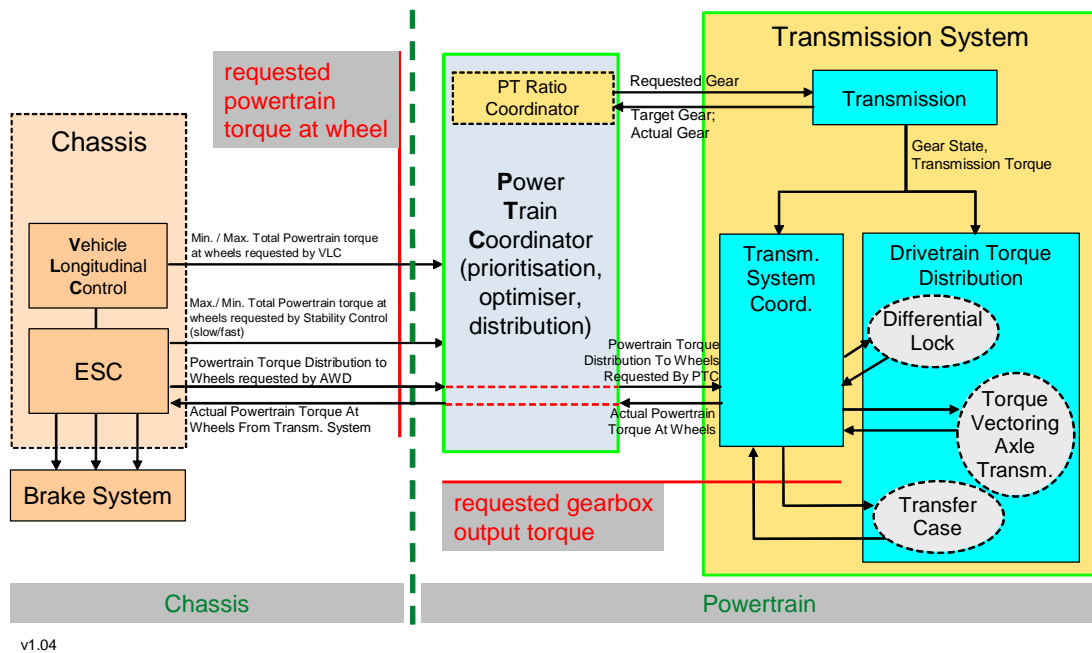 Transmission System
requested
powertrain
torque at wheel
PT Ratio
Coordinator
Requested Gear
Target Gear;
Actual Gear
Transmission
Gear State,
Transmission Torque
Chassis
Vehicle
Longitudinal
Control
Min. / Max. Total Powertrain torque
at wheels requested by VLC
Power
Train
Coordinator
(prioritisation,
optimiser,
distribution)
Transm.
System
Coord.
Drivetrain Torque
Distribution
Differential
Lock
Max./ Min. Total Powertrain torque at
wheels requested by Stability Control
(slow/fast)
ESC
Powertrain Torque Distribution to
Wheels requested by AWD
Actual Powertrain Torque At
Wheels From Transm. System
Powertrain Torque
Distribution To Wheels
Requested By PTC
Actual Powertrain
Torque At Wheels
Torque
Vectoring
Axle
Transm.
Brake System
requested gearbox
output torque
Transfer
Case
Chassis
Powertrain
v1.04